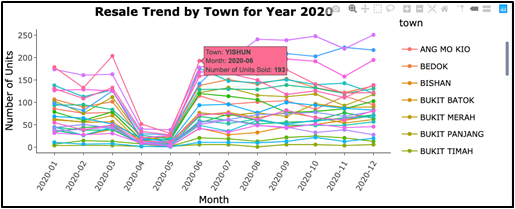 Resale Trend by Town for Year 2020
town
250
200
150
100
50
0
Number of Units
Town: YISHUN
Month: 2020-06
Number of Units Sold: 193
ANG MO KIO
BEDOK
BISHAN
BUKIT BATOK
BUKIT MERAH
BUKIT PANJANG
BUKIT TIMAH
2020-01
2020-02
2020-03
2020-04
2020-05
2020-06
2020-07
2020-08
2020-09
2020-10
2020-11
2020-12
Month